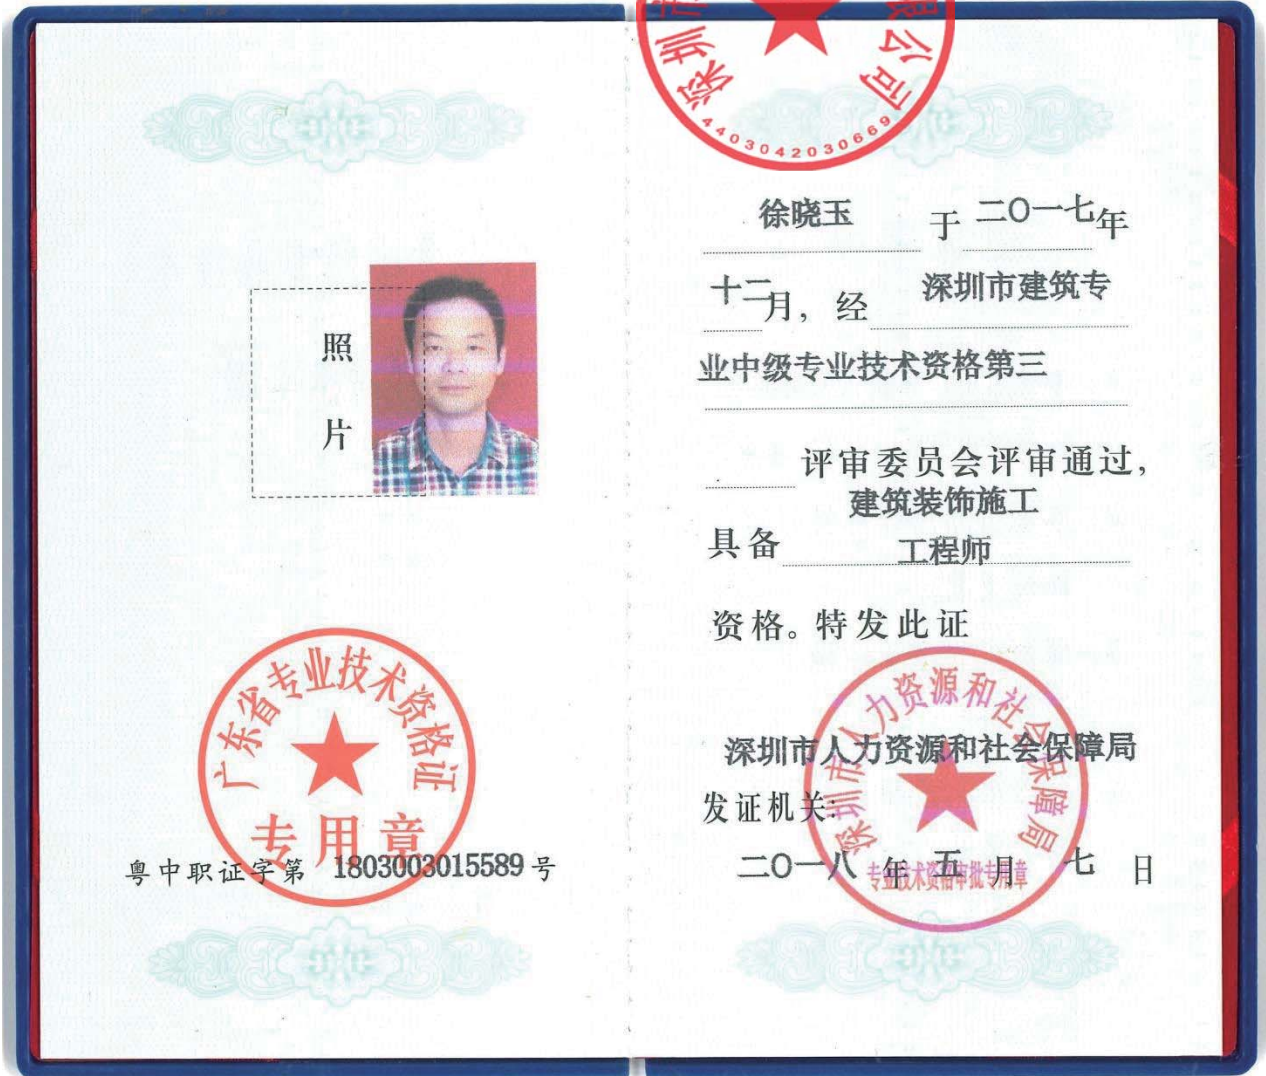 照
片
广东省专业技术资格证
专用章
粤中职证字第 1803003015589 号
深圳市
限公司
4403042030669
徐晓玉 于 二〇一七年
十二月，经 深圳市建筑专
业中级专业技术资格第三
评审委员会评审通过，
建筑装饰施工
具备 工程师
资格。特发此证
深圳市人力资源和社会保障局
深圳市人力资源和社会保障局
发证机关:
二〇一八 年 五 月 七 日
专业技术资格审批专用章